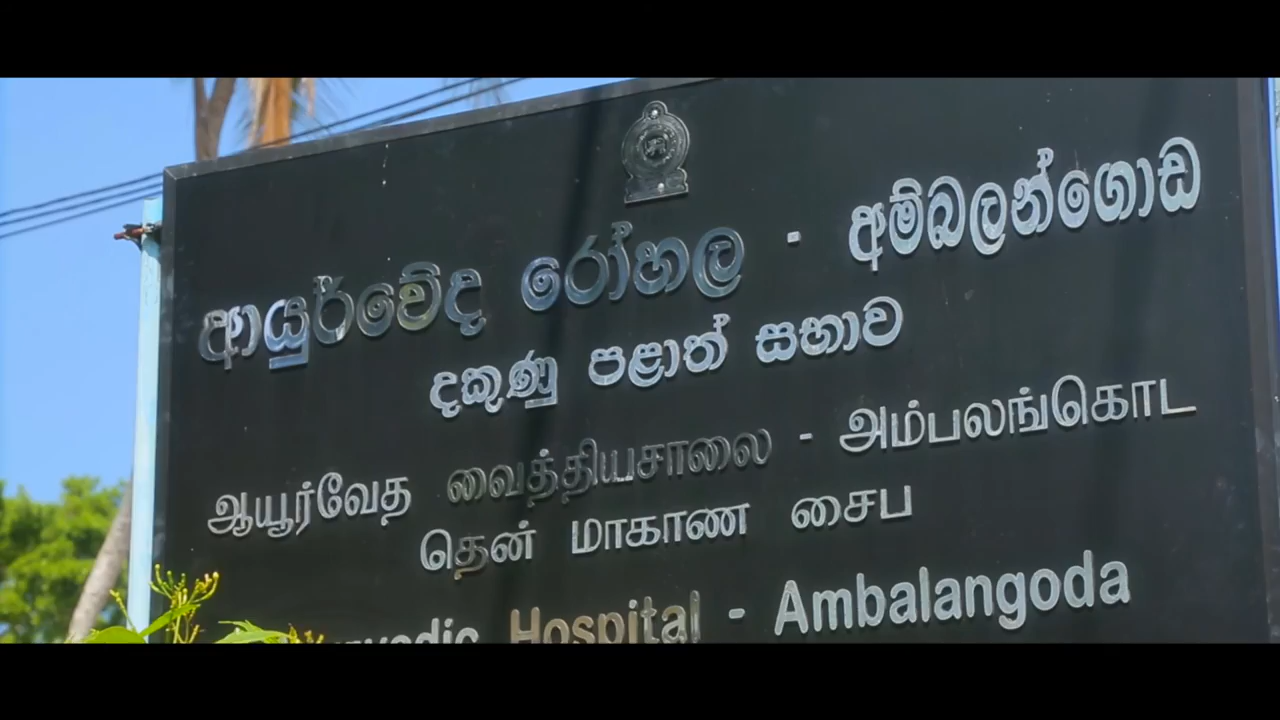 ආයුර්වේද රෝහල - අම්බලන්ගොඩ
දකුණු පළාත් සභාව
ஆயூர்வேத வைத்தியசாலை - அம்பலங்கொட
தென் மாகாண சைப
Hospital - Ambalangoda